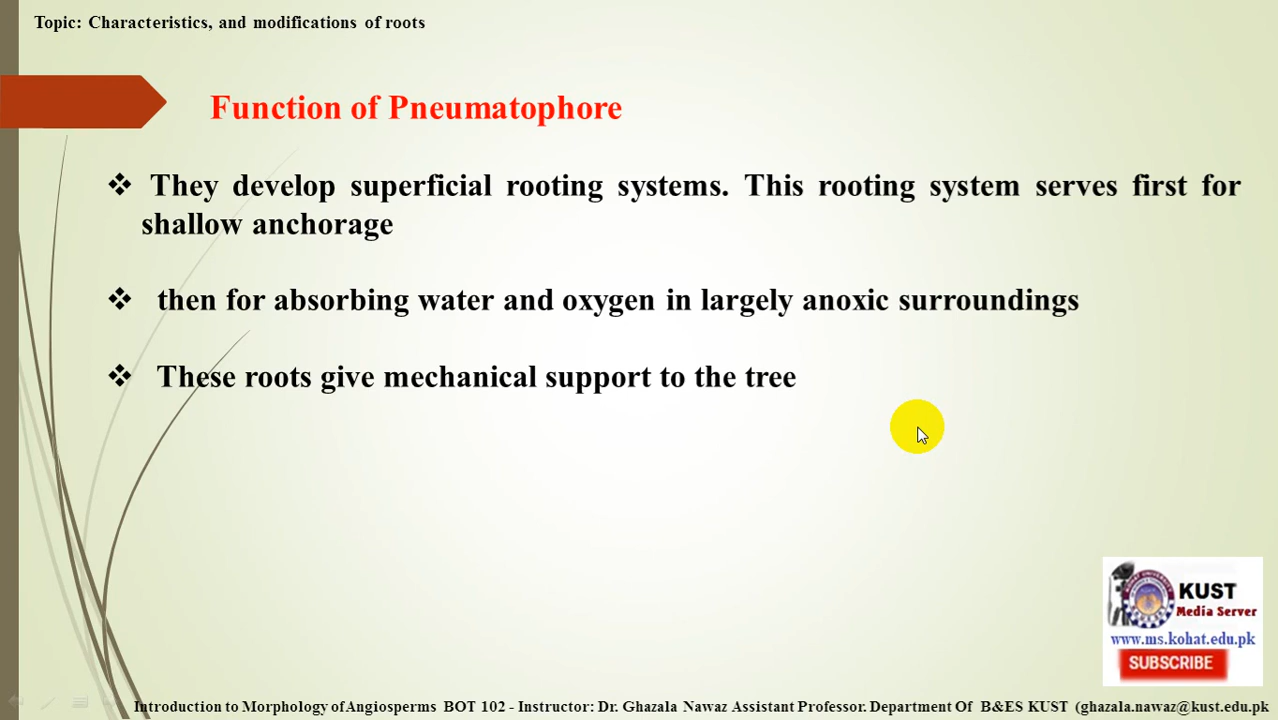 Topic: Characteristics, and modifications of roots
Function of Pneumatophore
❖ They develop superficial rooting systems. This rooting system serves first for
shallow anchorage
❖ then for absorbing water and oxygen in largely anoxic surroundings
❖ These roots give mechanical support to the tree
KUST
Media Server
www.ms.kohat.edu.pk
SUBSCRIBE
Introduction to Morphology of Angiosperms BOT 102 - Instructor: Dr. Ghazala Nawaz Assistant Professor. Department Of B&ES KUST (ghazala.nawaz@kust.edu.pk